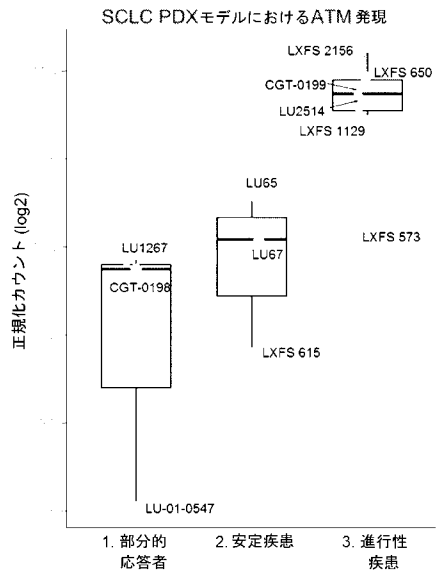 SCLC PDXモデルにおけるATM発現
正規化カウント (log2)
LXFS 2156
LXFS 650
CGT-0199
LU2514
LXFS 1129
LU65
LXFS 573
LU1267
LU67
CGT-0198
LXFS 615
LU-01-0547
1. 部分的
応答者
2. 安定疾患
3. 進行性
疾患